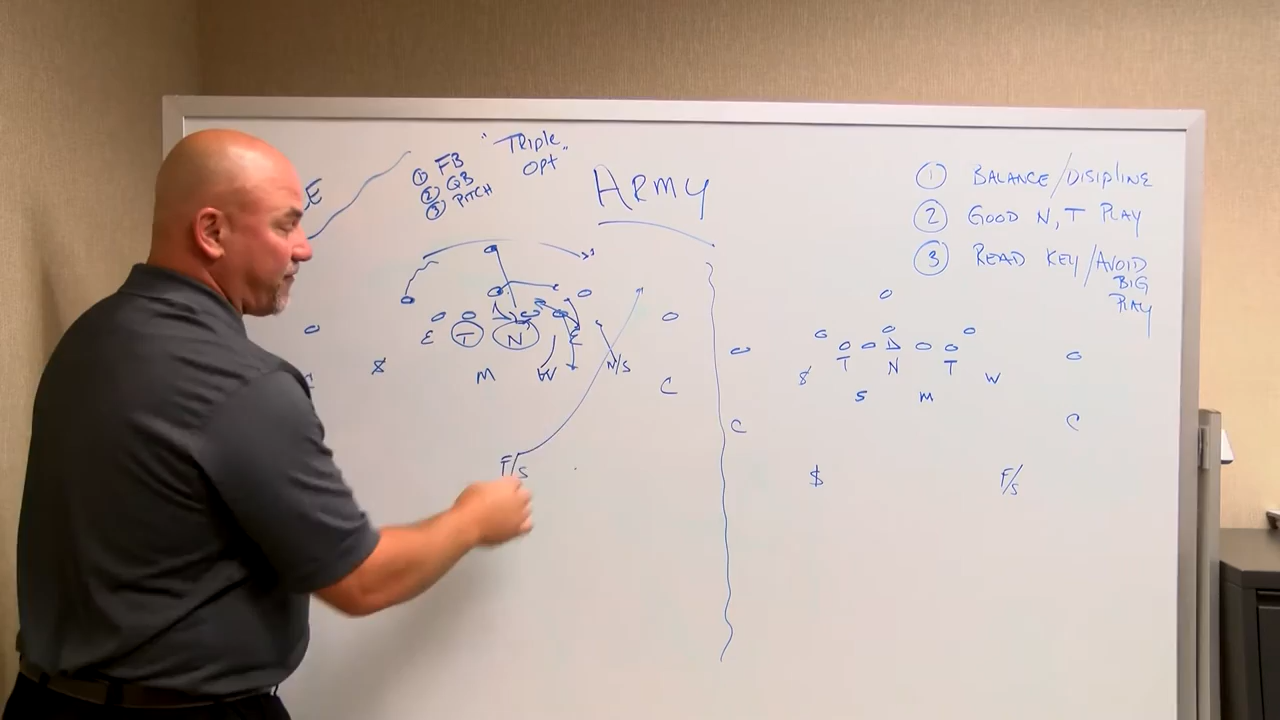 E
① FB
② QB
③ PITCH
"TRIPLE"
OPT
ARMY
① BALANCE/DISIPLINE
② GOOD N, T PLAY
③ READ KEY/AVOID
BIG
PLAY
E T N E
$ M W N/S C
F/S
T N T
$ W
S M
C C
$ F/S